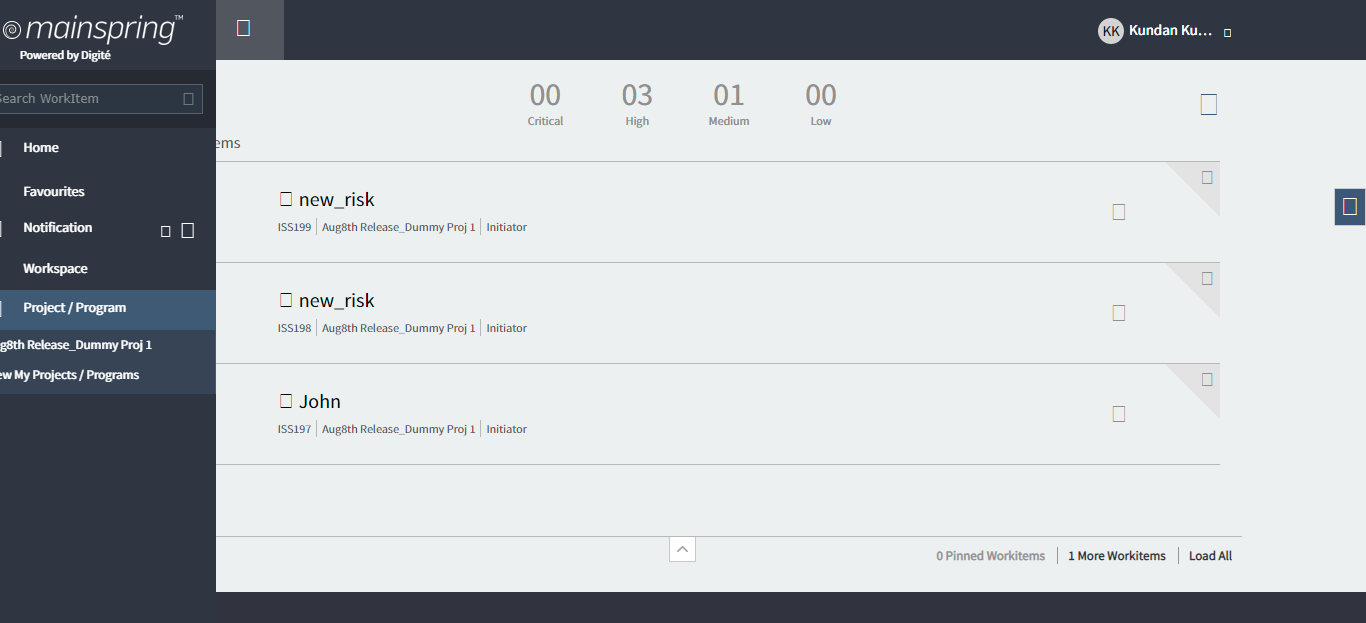 mainspring™
Powered by Digité
KK Kundan Ku...
Search WorkItem
Home
Favourites
Notification
Workspace
Project / Program
g8th Release_Dummy Proj 1
ew My Projects / Programs
00 03 01 00
Critical High Medium Low
ems
new_risk
ISS199 Aug8th Release_Dummy Proj 1 Initiator
new_risk
ISS198 Aug8th Release_Dummy Proj 1 Initiator
John
ISS197 Aug8th Release_Dummy Proj 1 Initiator
0 Pinned Workitems 1 More Workitems Load All